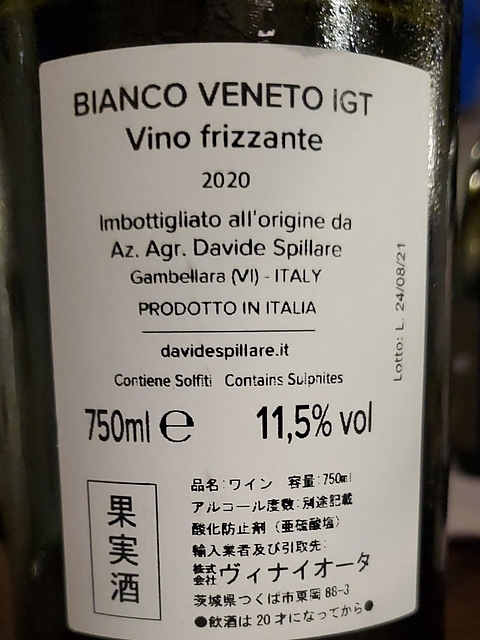 BIANCO VENETO IGT
Vino frizzante
2020
Imbottigliato all'origine da
Az. Agr. Davide Spillare
Gambellara (VI) - ITALY
PRODOTTO IN ITALIA
davidespillare.it
Contiene Solfiti Contains Sulphites
750ml ℮ 11,5% vol
Lotto: L. 24/08/21
果実酒
品名:ワイン 容量:750ml
アルコール度数:別途記載
酸化防止剤(亜硫酸塩)
輸入業者及び引取先:
株式会社ヴィナイオータ
茨城県つくば市東岡 88-3
●飲酒は20才になってから●